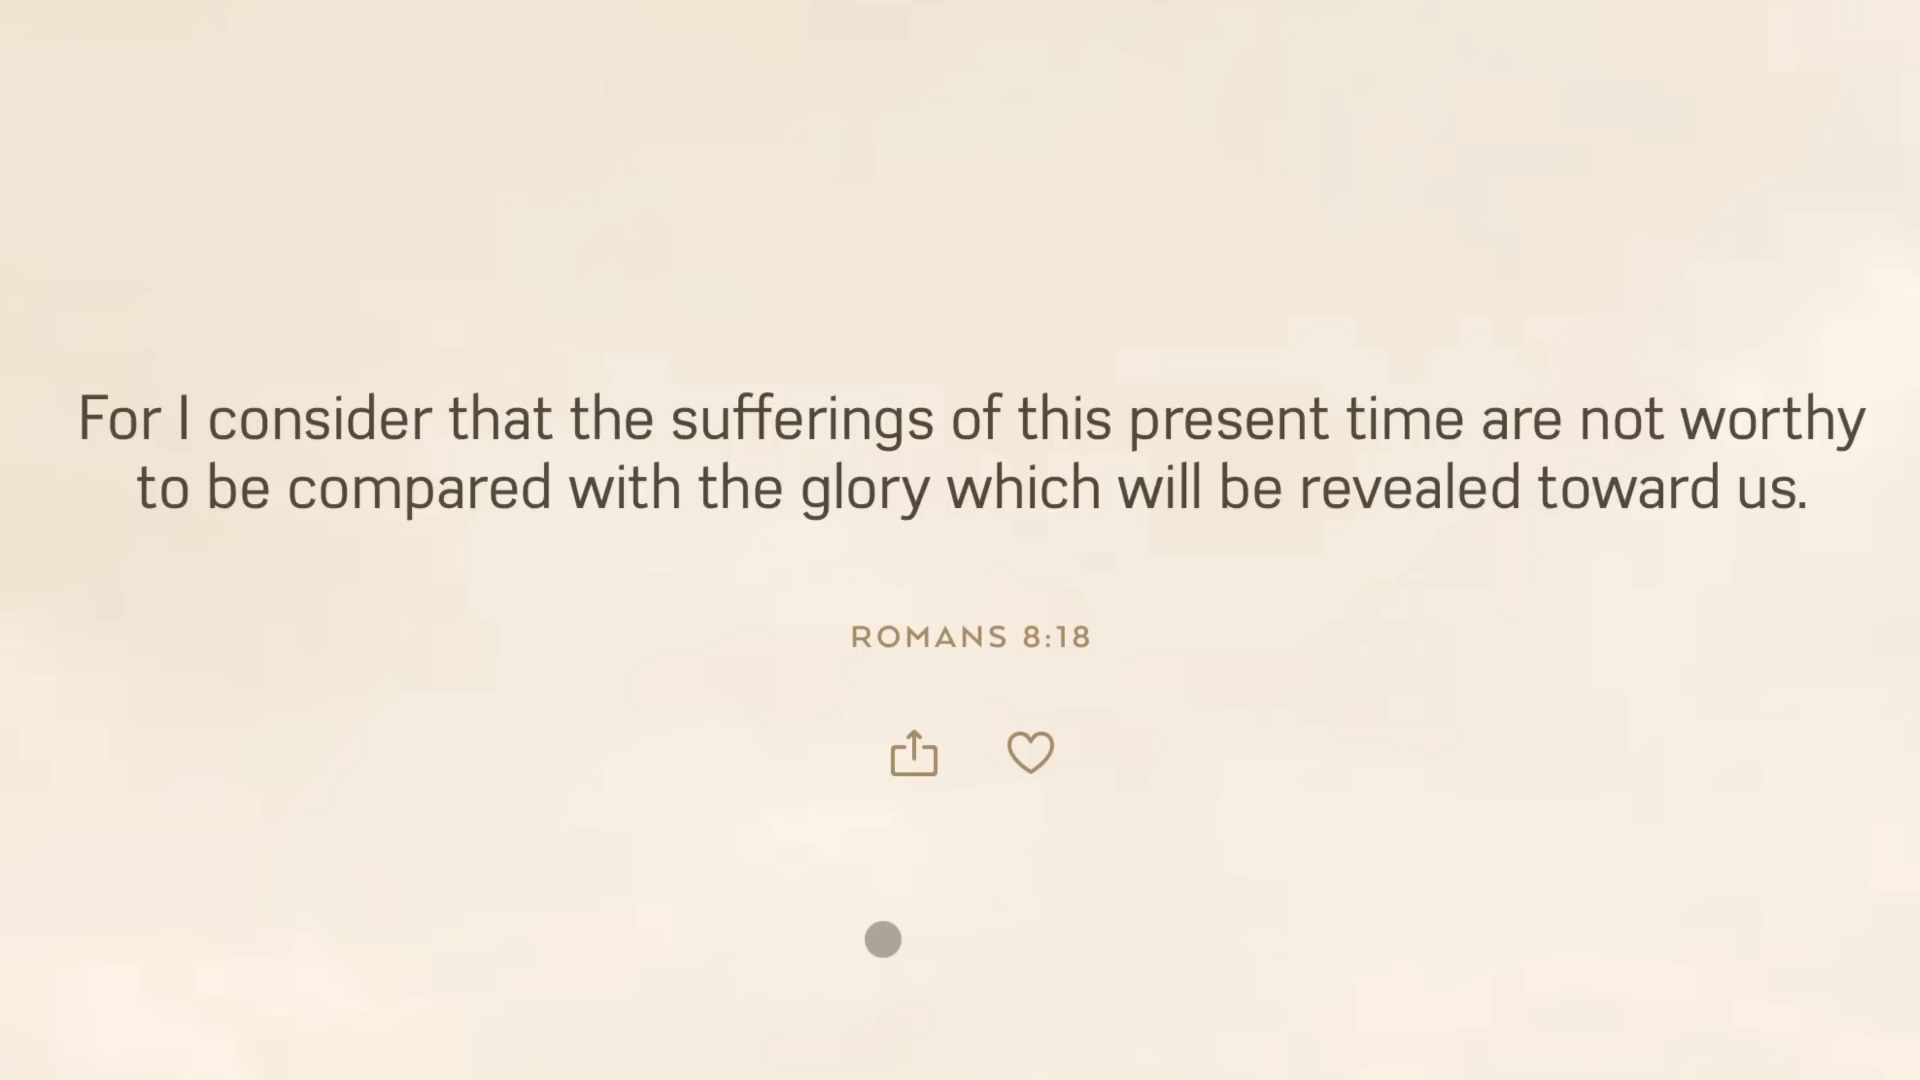 For I consider that the sufferings of this present time are not worthy
to be compared with the glory which will be revealed toward us.
ROMANS 8:18